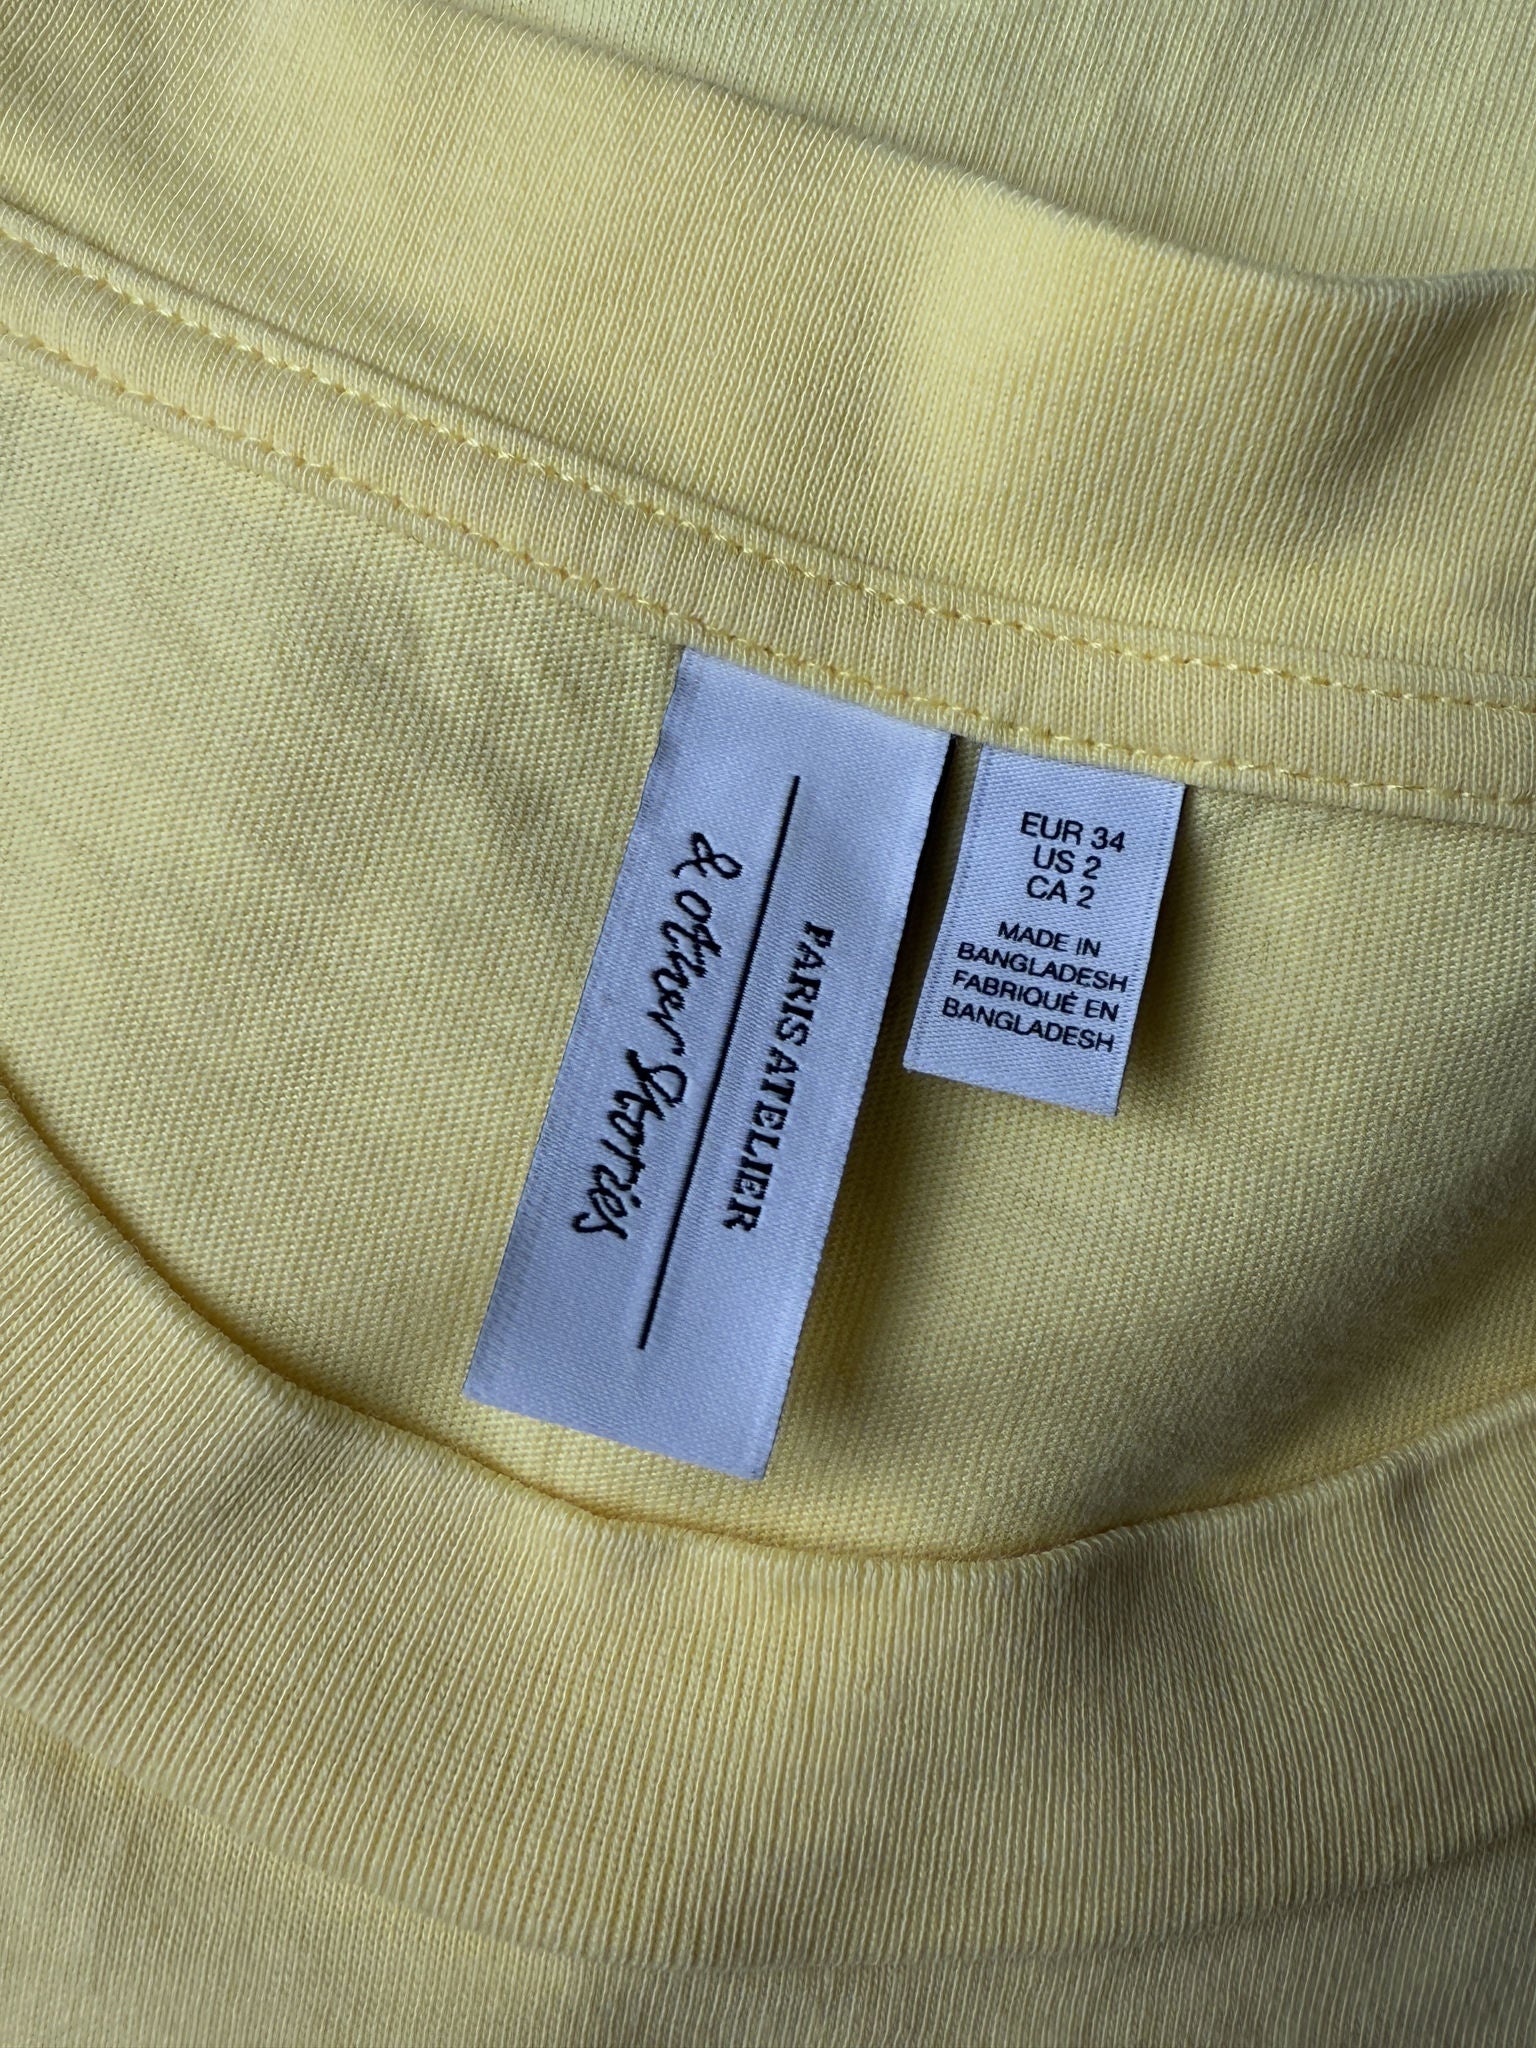 & other Stories
PARIS ATELIER
EUR 34
US 2
CA 2
MADE IN
BANGLADESH
FABRIQUÉ EN
BANGLADESH